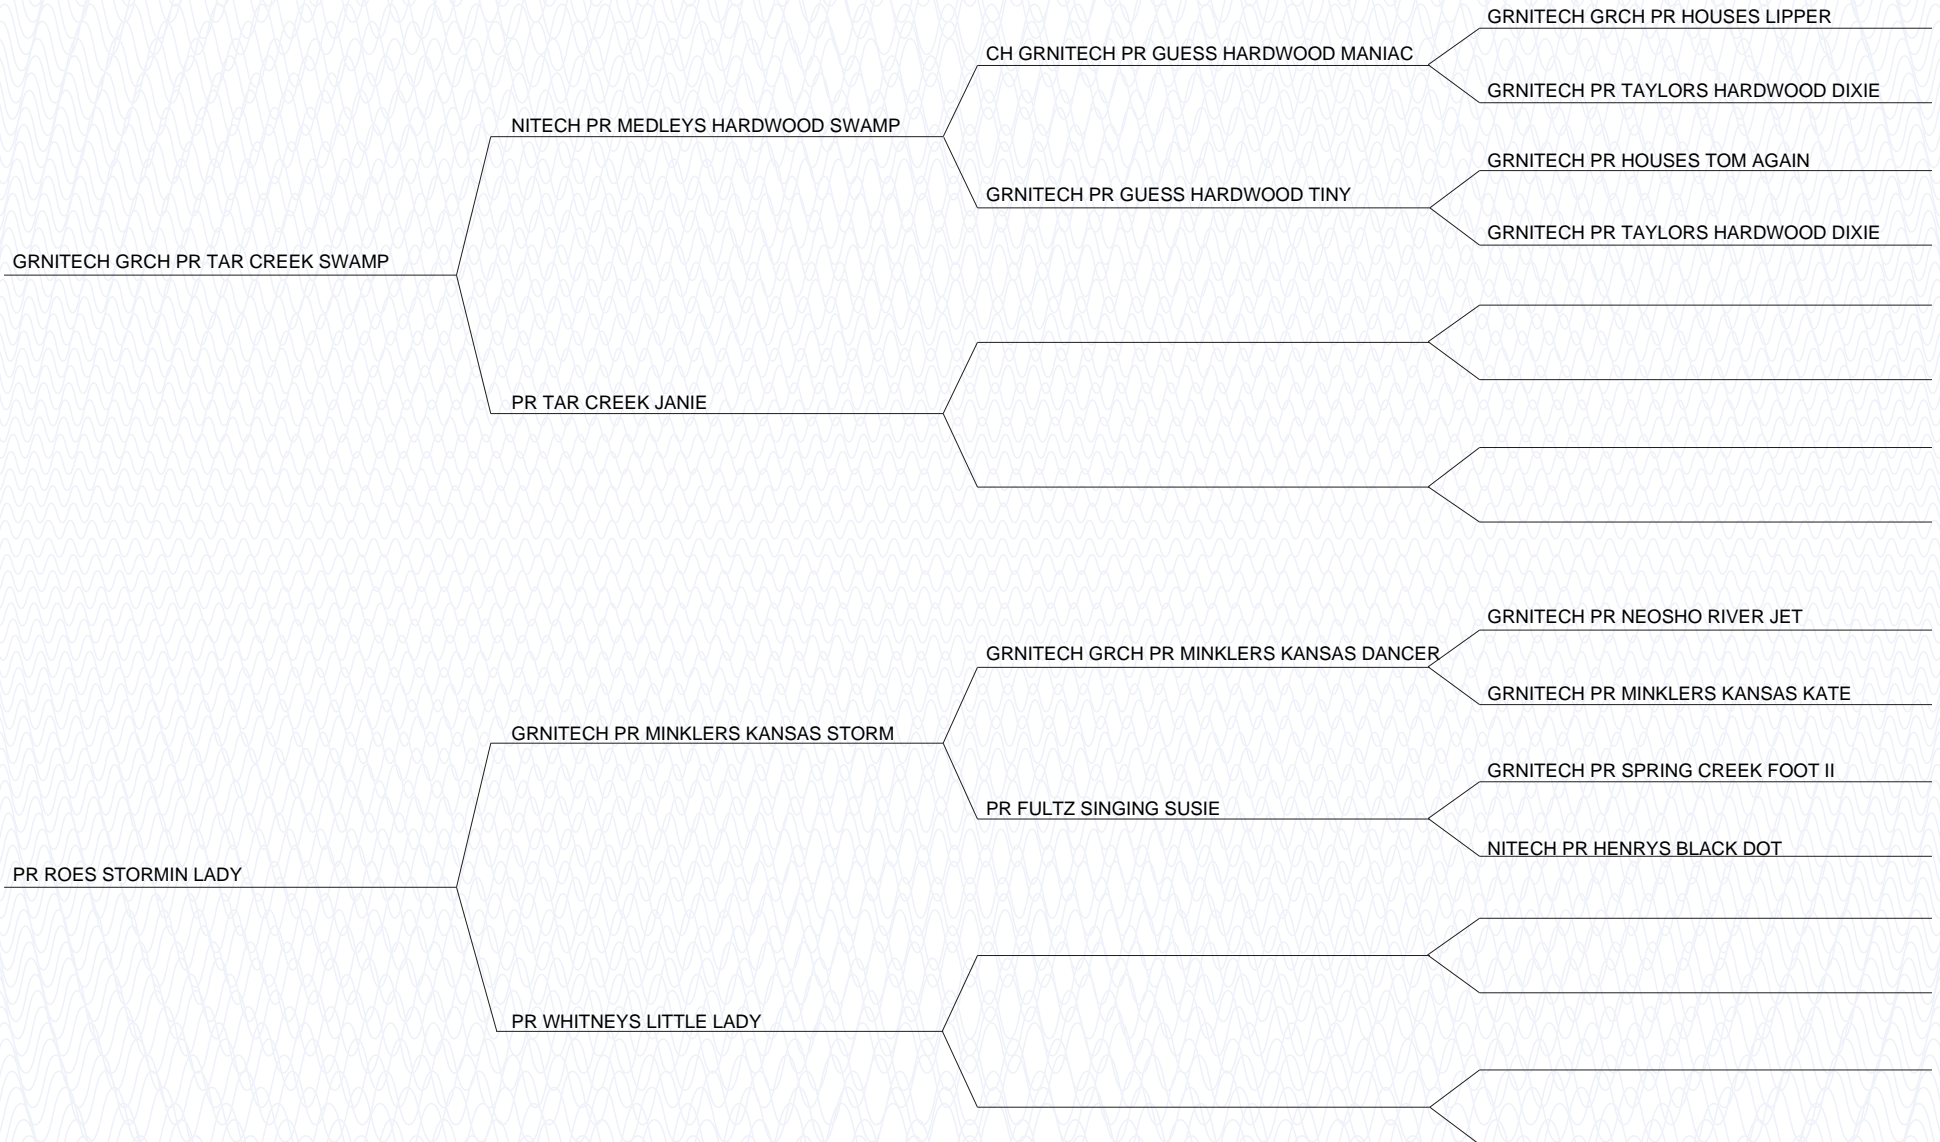 GRNITECH GRCH PR HOUSES LIPPER
CH GRNITECH PR GUESS HARDWOOD MANIAC
GRNITECH PR TAYLORS HARDWOOD DIXIE
NITECH PR MEDLEYS HARDWOOD SWAMP
GRNITECH PR HOUSES TOM AGAIN
GRNITECH PR GUESS HARDWOOD TINY
GRNITECH PR TAYLORS HARDWOOD DIXIE
GRNITECH GRCH PR TAR CREEK SWAMP
PR TAR CREEK JANIE
GRNITECH PR NEOSHO RIVER JET
GRNITECH GRCH PR MINKLERS KANSAS DANCER
GRNITECH PR MINKLERS KANSAS KATE
GRNITECH PR MINKLERS KANSAS STORM
GRNITECH PR SPRING CREEK FOOT II
PR FULTZ SINGING SUSIE
NITECH PR HENRYS BLACK DOT
PR ROES STORMIN LADY
PR WHITNEYS LITTLE LADY